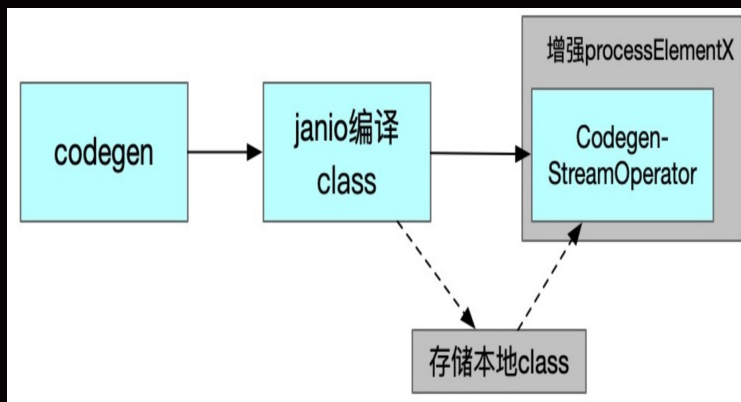 增强processElementX
codegen
janio编译
class
Codegen-
StreamOperator
存储本地class